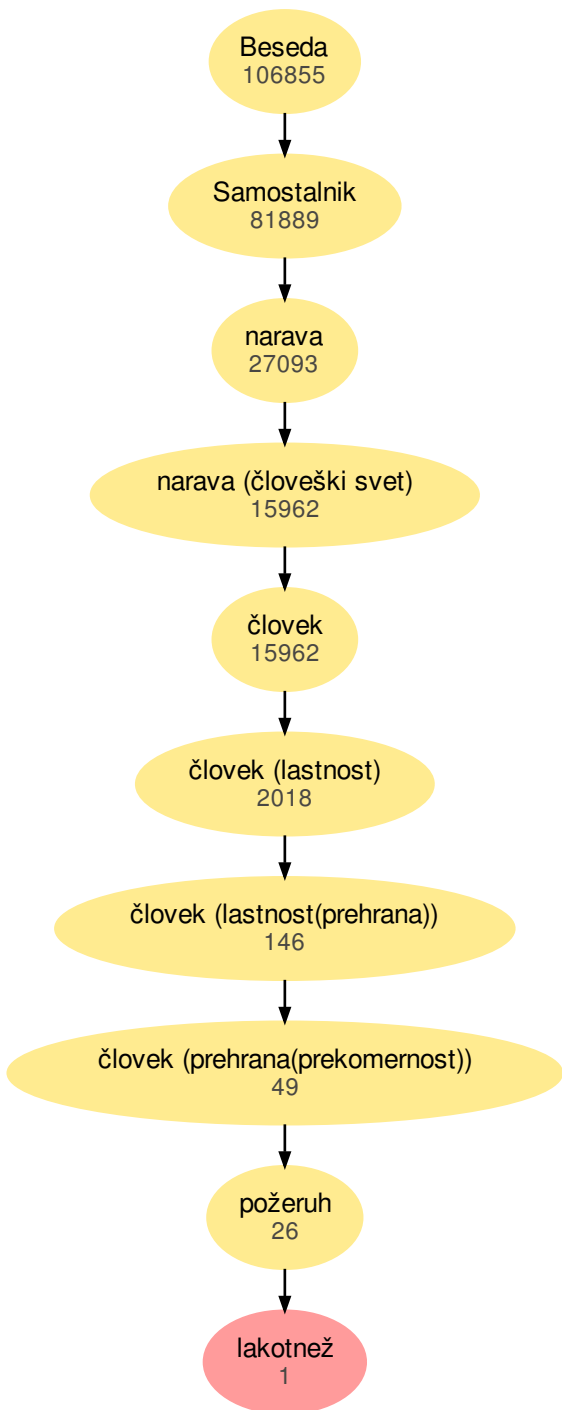 Beseda
106855
Samostalnik
81889
narava
27093
narava (človeški svet)
15962
človek
15962
človek (lastnost)
2018
človek (lastnost(prehrana))
146
človek (prehrana(prekomernost))
49
požeruh
26
lakotnež
1